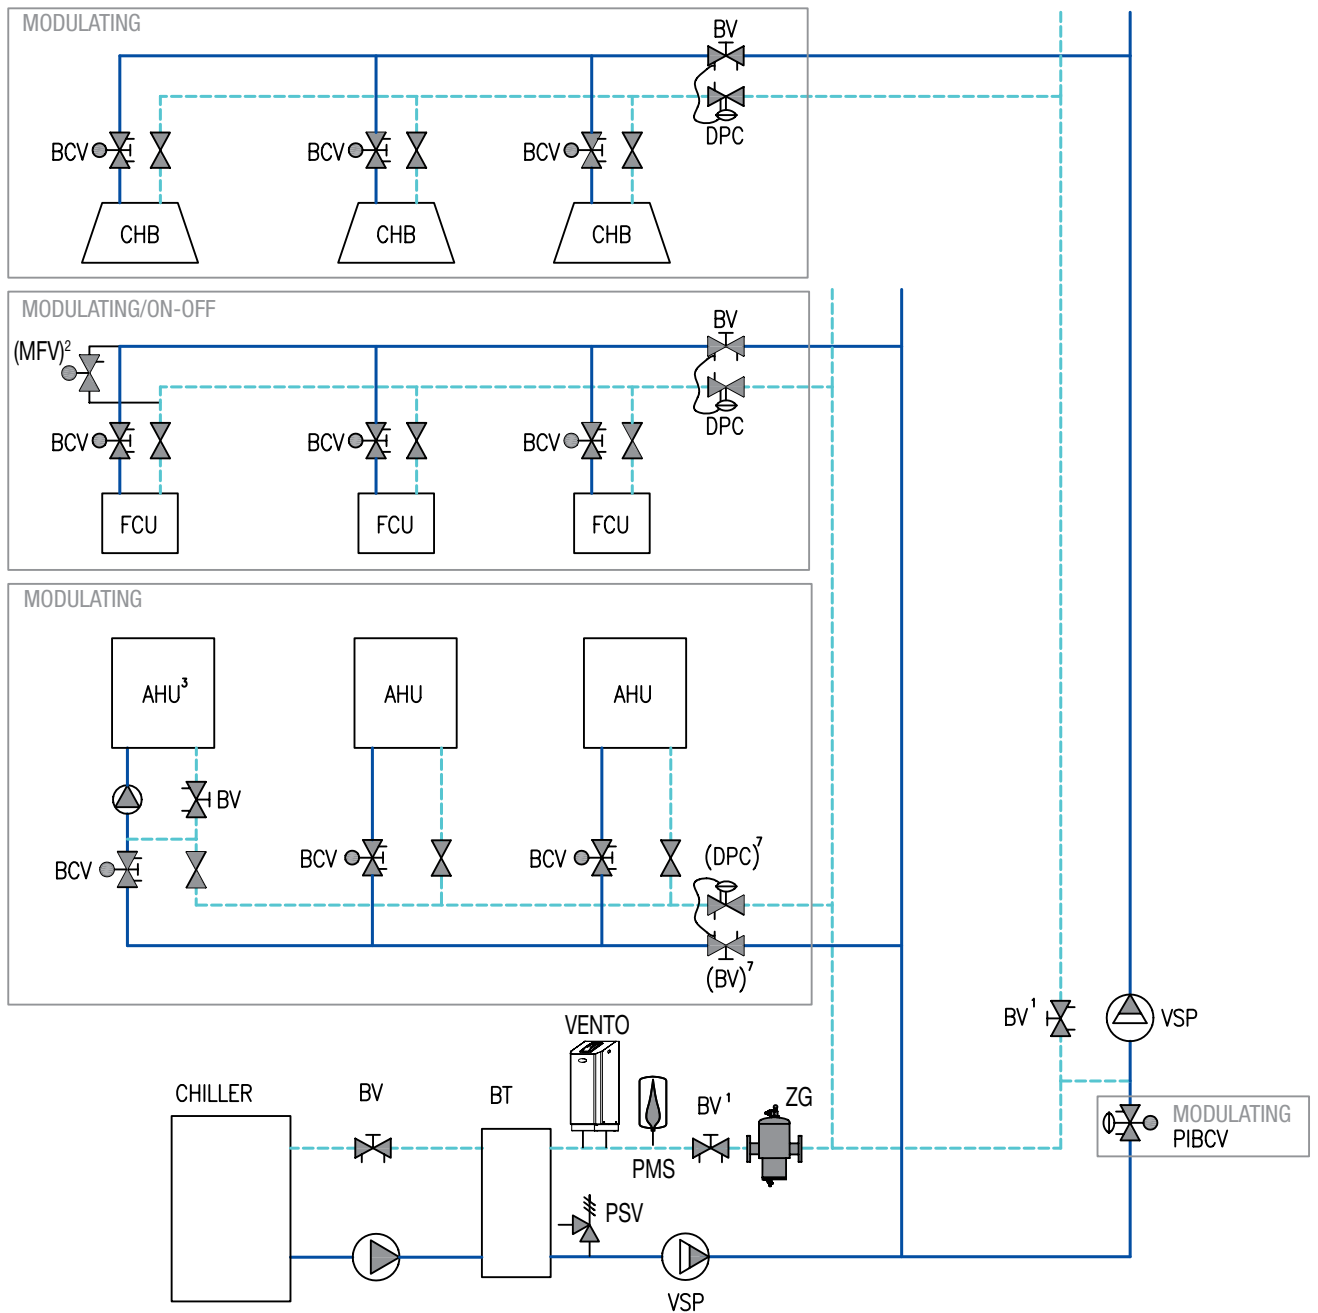 MODULATING
BV
DPC
BCV BCV BCV
CHB CHB CHB
MODULATING/ON-OFF
BV
(MFV)²
DPC
BCV BCV BCV
FCU FCU FCU
MODULATING
AHU³ AHU AHU
BV
BCV BCV BCV (DPC)⁷
(BV)⁷
BV¹ VSP
VENTO
CHILLER BV BT BV¹ ZG
MODULATING
PIBCV
PMS
PSV
VSP